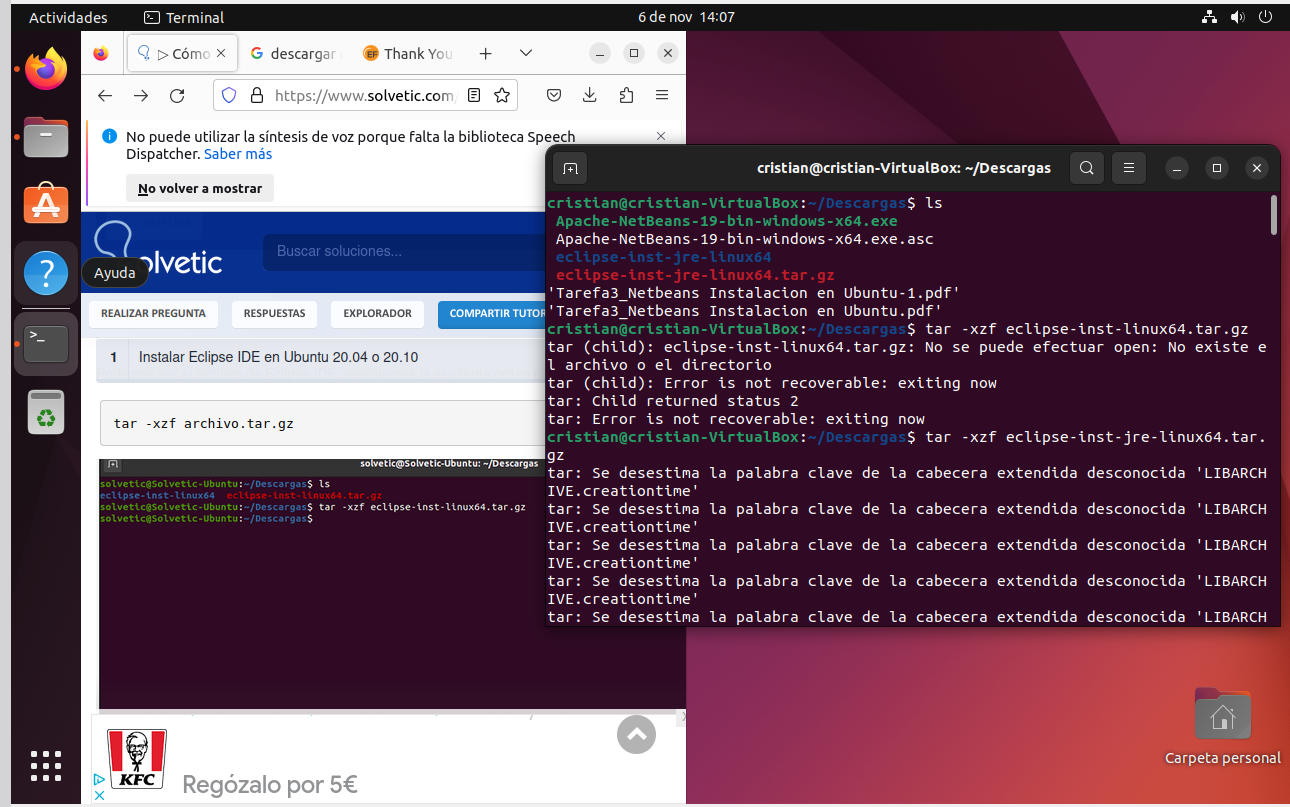 Actividades
Terminal
6 de nov 14:07
▷ Cómo
descargar
Thank You
https://www.solvetic.com/
No puede utilizar la síntesis de voz porque falta la biblioteca Speech
Dispatcher. Saber más
No volver a mostrar
Ayuda
solvetic
Buscar soluciones...
REALIZAR PREGUNTA
RESPUESTAS
EXPLORADOR
COMPARTIR TUTOR
1 Instalar Eclipse IDE en Ubuntu 20.04 o 20.10
tar -xzf archivo.tar.gz
solvetic@Solvetic-Ubuntu: ~/Descargas
solvetic@Solvetic-Ubuntu:~/Descargas$ ls
eclipse-inst-linux64 eclipse-inst-linux64.tar.gz
solvetic@Solvetic-Ubuntu:~/Descargas$ tar -xzf eclipse-inst-linux64.tar.gz
solvetic@Solvetic-Ubuntu:~/Descargas$
KFC
Regózalo por 5€
cristian@cristian-VirtualBox: ~/Descargas
cristian@cristian-VirtualBox:~/Descargas$ ls
Apache-NetBeans-19-bin-windows-x64.exe
Apache-NetBeans-19-bin-windows-x64.exe.asc
eclipse-inst-jre-linux64
eclipse-inst-jre-linux64.tar.gz
'Tarefa3_Netbeans Instalacion en Ubuntu-1.pdf'
'Tarefa3_Netbeans Instalacion en Ubuntu.pdf'
cristian@cristian-VirtualBox:~/Descargas$ tar -xzf eclipse-inst-linux64.tar.gz
tar (child): eclipse-inst-linux64.tar.gz: No se puede efectuar open: No existe e
l archivo o el directorio
tar (child): Error is not recoverable: exiting now
tar: Child returned status 2
tar: Error is not recoverable: exiting now
cristian@cristian-VirtualBox:~/Descargas$ tar -xzf eclipse-inst-jre-linux64.tar.
gz
tar: Se desestima la palabra clave de la cabecera extendida desconocida 'LIBARCH
IVE.creationtime'
tar: Se desestima la palabra clave de la cabecera extendida desconocida 'LIBARCH
IVE.creationtime'
tar: Se desestima la palabra clave de la cabecera extendida desconocida 'LIBARCH
IVE.creationtime'
tar: Se desestima la palabra clave de la cabecera extendida desconocida 'LIBARCH
IVE.creationtime'
tar: Se desestima la palabra clave de la cabecera extendida desconocida 'LIBARCH
Carpeta personal